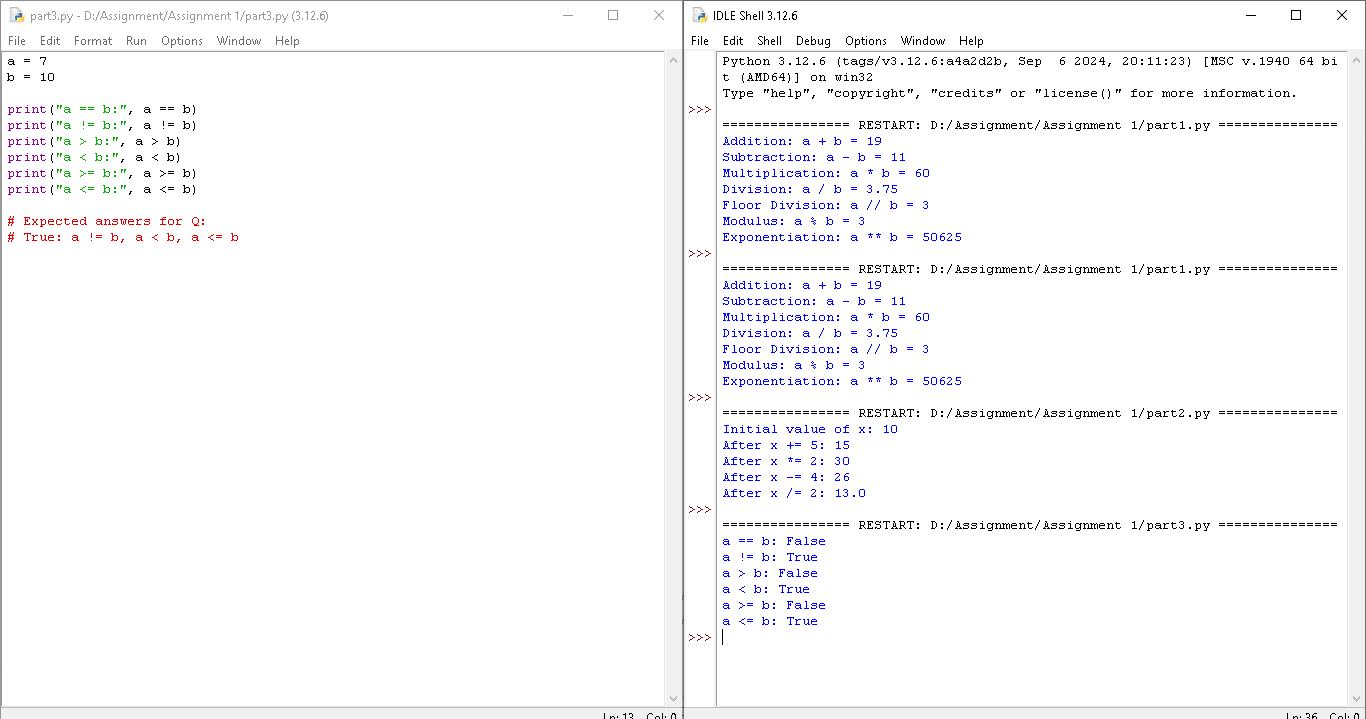 part3.py - D:/Assignment/Assignment 1/part3.py (3.12.6)
File Edit Format Run Options Window Help
a = 7
b = 10
print("a == b:", a == b)
print("a != b:", a != b)
print("a > b:", a > b)
print("a < b:", a < b)
print("a >= b:", a >= b)
print("a <= b:", a <= b)
# Expected answers for Q:
# True: a != b, a < b, a <= b
Ln: 13 Col: 0
IDLE Shell 3.12.6
File Edit Shell Debug Options Window Help
Python 3.12.6 (tags/v3.12.6:a4a2d2b, Sep  6 2024, 20:11:23) [MSC v.1940 64 bi
t (AMD64)] on win32
Type "help", "copyright", "credits" or "license()" for more information.
>>>
================ RESTART: D:/Assignment/Assignment 1/part1.py ===============
Addition: a + b = 19
Subtraction: a - b = 11
Multiplication: a * b = 60
Division: a / b = 3.75
Floor Division: a // b = 3
Modulus: a % b = 3
Exponentiation: a ** b = 50625
>>>
================ RESTART: D:/Assignment/Assignment 1/part1.py ===============
Addition: a + b = 19
Subtraction: a - b = 11
Multiplication: a * b = 60
Division: a / b = 3.75
Floor Division: a // b = 3
Modulus: a % b = 3
Exponentiation: a ** b = 50625
>>>
================ RESTART: D:/Assignment/Assignment 1/part2.py ===============
Initial value of x: 10
After x += 5: 15
After x *= 2: 30
After x -= 4: 26
After x /= 2: 13.0
>>>
================ RESTART: D:/Assignment/Assignment 1/part3.py ===============
a == b: False
a != b: True
a > b: False
a < b: True
a >= b: False
a <= b: True
>>>
Ln: 36 Col: 0